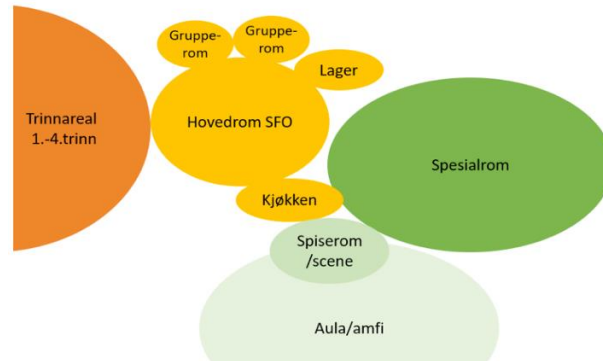 Gruppe-
rom
Gruppe-
rom
Lager
Trinnareal
1.-4.trinn
Hovedrom SFO
Spesialrom
Kjøkken
Spiserom
/scene
Aula/amfi